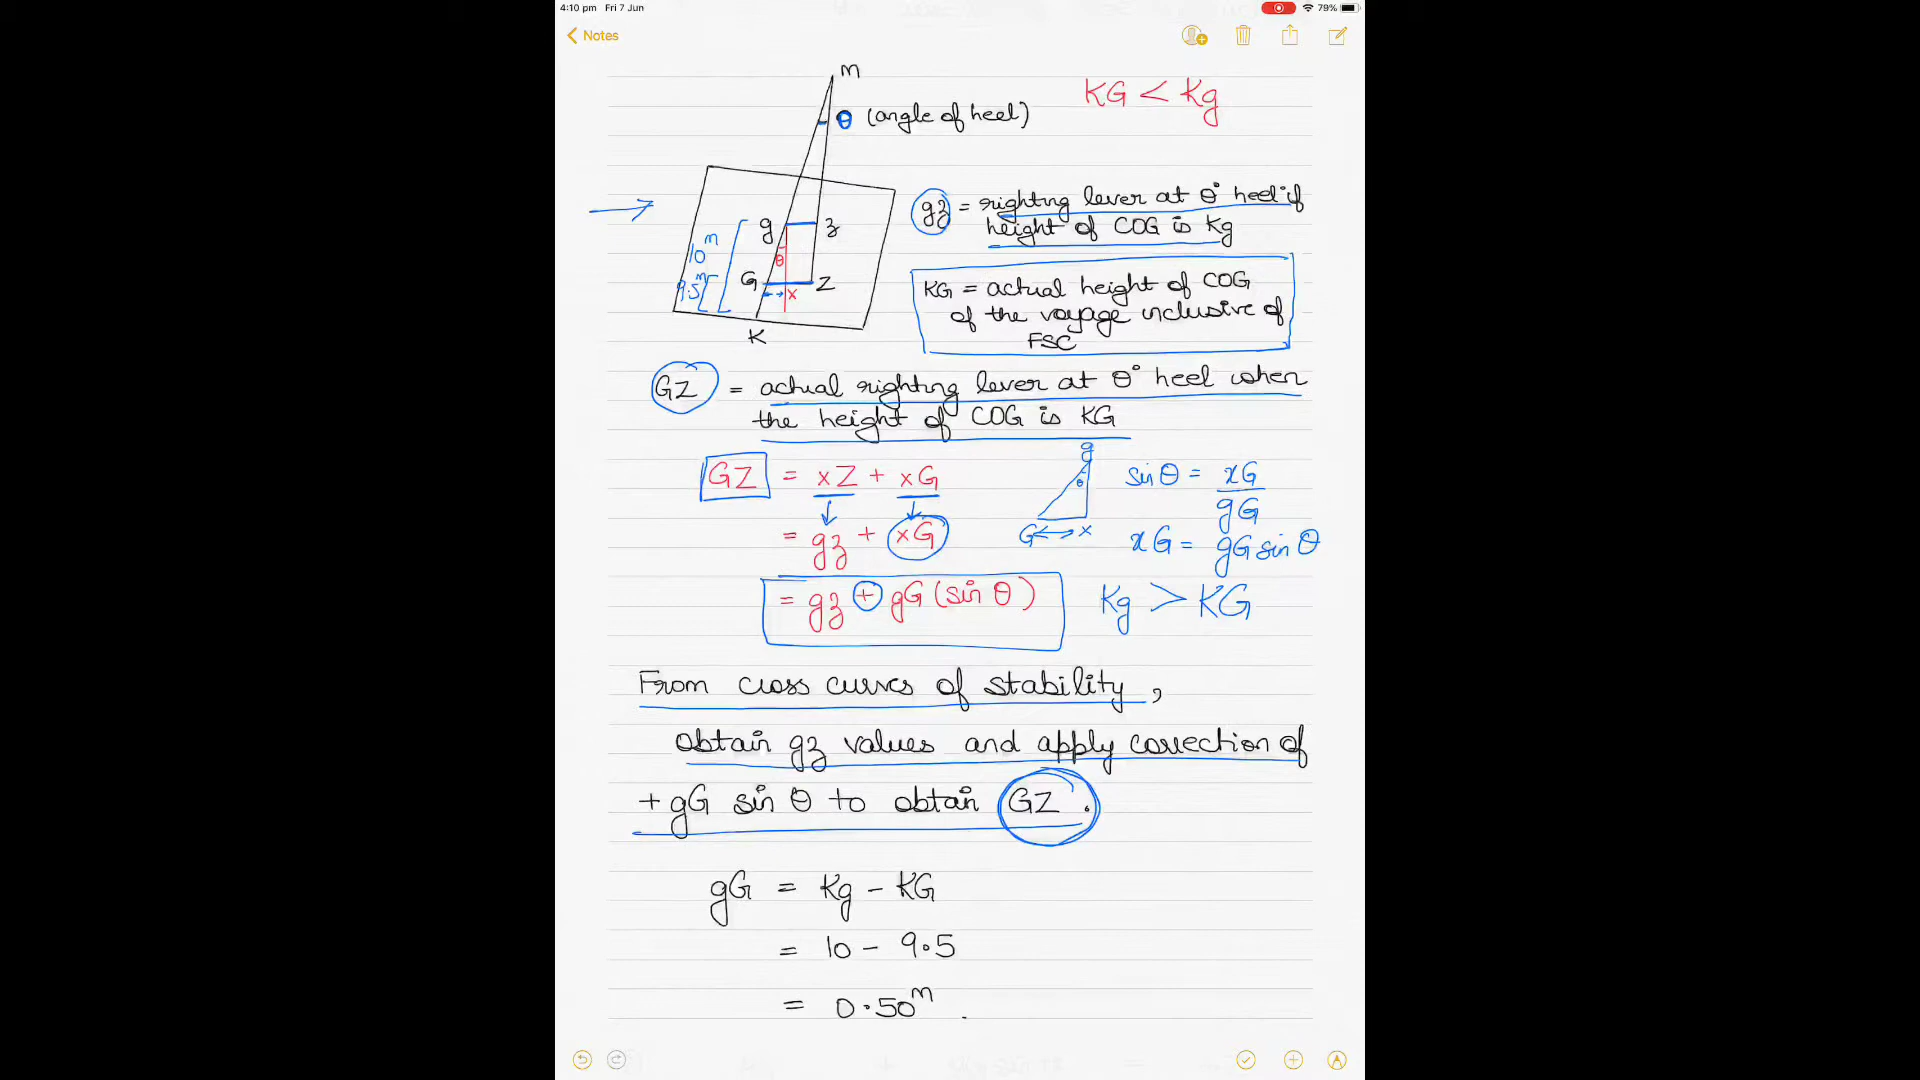 4:10 pm Fri 7 Jun
79%
Notes
M
KG < Kg
θ (angle of heel)
gz = righting lever at θ° heel if
height of COG is Kg
g z
10 m
θ
9.5 m
G x Z
K
KG = actual height of COG
of the voyage inclusive of
FSC
GZ = actual righting lever at θ° heel when
the height of COG is KG
GZ = xZ + xG
= gz + xG
= gz + gG (sin θ)
g
θ
G x
sin θ = xG
gG
xG = gG sin θ
Kg > KG
From cross curves of stability,
obtain gz values and apply correction of
+ gG sin θ to obtain GZ.
gG = Kg - KG
= 10 - 9.5
= 0.50 m